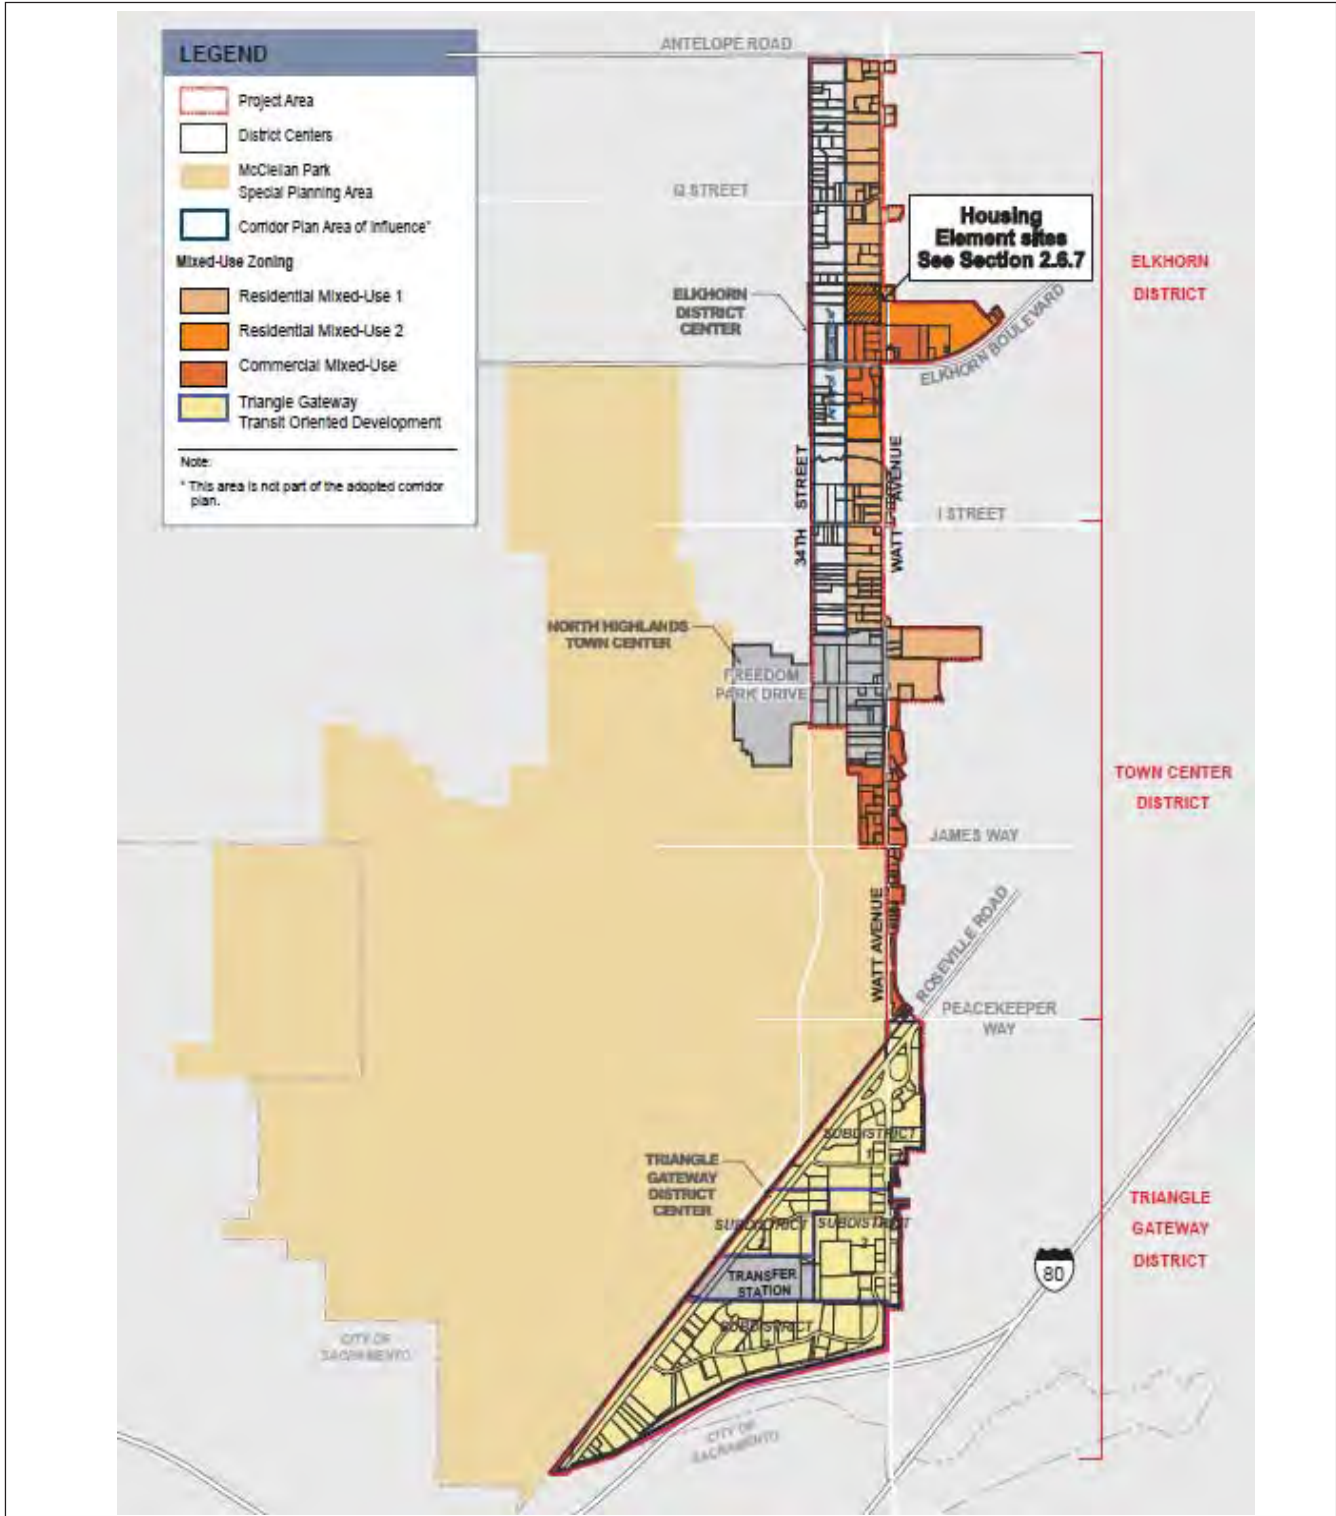 LEGEND
Project Area
District Centers
McClellan Park
Special Planning Area
Corridor Plan Area of Influence*
Mixed-Use Zoning
Residential Mixed-Use 1
Residential Mixed-Use 2
Commercial Mixed-Use
Triangle Gateway
Transit Oriented Development
Note:
* This area is not part of the adopted corridor
plan.
ANTELOPE ROAD
Q STREET
Housing
Element sites
See Section 2.6.7
ELKHORN
DISTRICT
ELKHORN
DISTRICT
CENTER
ELKHORN BOULEVARD
34TH STREET
WATT AVENUE
I STREET
NORTH HIGHLANDS
TOWN CENTER
FREEDOM
PARK DRIVE
TOWN CENTER
DISTRICT
JAMES WAY
WATT AVENUE
ROSEVILLE ROAD
PEACEKEEPER
WAY
SUBDISTRICT
1
TRIANGLE
GATEWAY
DISTRICT
CENTER
TRIANGLE
GATEWAY
DISTRICT
SUBDISTRICT
2
SUBDISTRICT
TRANSFER
STATION
80
SUBDISTRICT
CITY OF
SACRAMENTO
CITY OF
SACRAMENTO